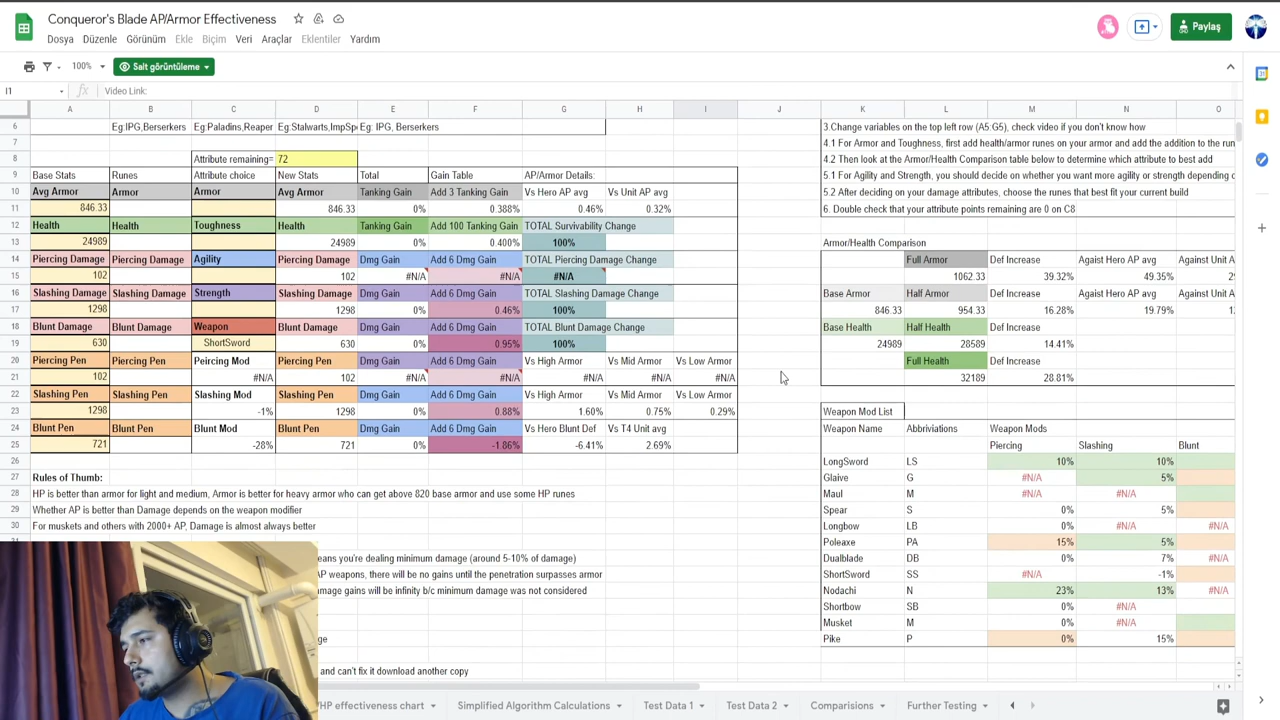 Conqueror's Blade AP/Armor Effectiveness
Dosya Düzenle Görünüm Ekle Biçim Veri Araçlar Eklentiler Yardım
Paylaş
100% Salt görüntüleme
I1 fx Video Link:
A B C D E F G H I J K L M N O
6 Eg:IPG,Berserkers Eg:Paladins,Reaper Eg:Stalwarts,ImpSp Eg: IPG, Berserkers 3.Change variables on the top left row (A5:G5), check video if you don't know how
7 4.1 For Armor and Toughness, first add health/armor runes on your armor and add the addition to the run
8 Attribute remaining= 72 4.2 Then look at the Armor/Health Comparison table below to determine which attribute to best add
9 Base Stats Runes Attribute choice New Stats Total Gain Table AP/Armor Details: 5.1 For Agility and Strength, you should decide on whether you want more agility or strength depending
10 Avg Armor Armor Armor Avg Armor Tanking Gain Add 3 Tanking Gain Vs Hero AP avg Vs Unit AP avg 5.2 After deciding on your damage attributes, choose the runes that best fit your current build
11 846.33 846.33 0% 0.388% 0.46% 0.32% 6. Double check that your attribute points remaining are 0 on C8
12 Health Health Toughness Health Tanking Gain Add 100 Tanking Gain TOTAL Survivability Change
13 24989 24989 0% 0.400% 100% Armor/Health Comparison
14 Piercing Damage Piercing Damage Agility Piercing Damage Dmg Gain Add 6 Dmg Gain TOTAL Piercing Damage Change Full Armor Def Increase Agaist Hero AP avg Against Unit A
15 102 102 #N/A #N/A #N/A 1062.33 39.32% 49.35%
16 Slashing Damage Slashing Damage Strength Slashing Damage Dmg Gain Add 6 Dmg Gain TOTAL Slashing Damage Change Base Armor Half Armor Def Increase Agaist Hero AP avg Against Unit A
17 1298 1298 0% 0.46% 100% 846.33 954.33 16.28% 19.79%
18 Blunt Damage Blunt Damage Weapon Blunt Damage Dmg Gain Add 6 Dmg Gain TOTAL Blunt Damage Change Base Health Half Health Def Increase
19 630 ShortSword 630 0% 0.95% 100% 24989 28589 14.41%
20 Piercing Pen Piercing Pen Peircing Mod Piercing Pen Dmg Gain Add 6 Dmg Gain Vs High Armor Vs Mid Armor Vs Low Armor Full Health Def Increase
21 102 #N/A 102 #N/A #N/A #N/A #N/A #N/A 32189 28.81%
22 Slashing Pen Slashing Pen Slashing Mod Slashing Pen Dmg Gain Add 6 Dmg Gain Vs High Armor Vs Mid Armor Vs Low Armor
23 1298 -1% 1298 0% 0.88% 1.60% 0.75% 0.29% Weapon Mod List
24 Blunt Pen Blunt Pen Blunt Mod Blunt Pen Dmg Gain Add 6 Dmg Gain Vs Hero Blunt Def Vs T4 Unit avg Weapon Name Abbriviations Weapon Mods
25 721 -28% 721 0% -1.86% -6.41% 2.69% Piercing Slashing Blunt
26 LongSword LS 10% 10%
27 Rules of Thumb: Glaive G #N/A 5%
28 HP is better than armor for light and medium, Armor is better for heavy armor who can get above 820 base armor and use some HP runes Maul M #N/A #N/A
29 Whether AP is better than Damage depends on the weapon modifier Spear S 0% 5%
30 For muskets and others with 2000+ AP, Damage is almost always better Longbow LB 0% #N/A #N/A
Poleaxe PA 15% 5%
eans you're dealing minimum damage (around 5-10% of damage) Dualblade DB 0% 7% #N/A
AP weapons, there will be no gains until the penetration surpasses armor ShortSword SS #N/A -1%
mage gains will be infinity b/c minimum damage was not considered Nodachi N 23% 13% #N/A
Shortbow SB 0% #N/A
Musket M 0% #N/A
ge Pike P 0% 15%
and can't fix it download another copy
HP effectiveness chart Simplified Algorithm Calculations Test Data 1 Test Data 2 Comparisions Further Testing